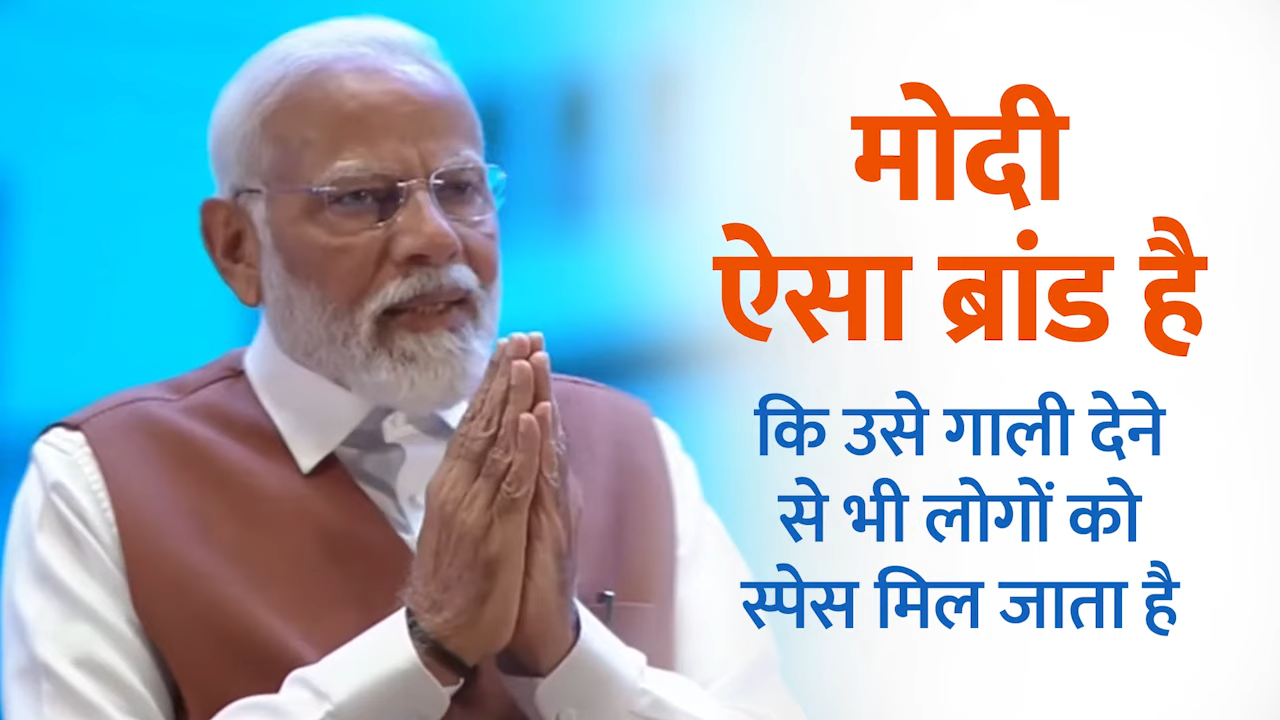 मोदी
ऐसा ब्रांड है
कि उसे गाली देने
से भी लोगों को
स्पेस मिल जाता है